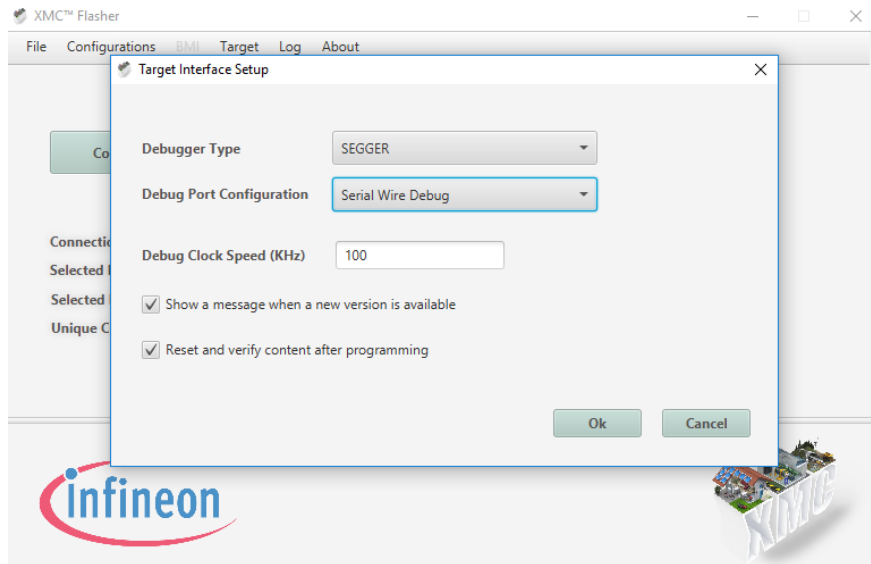 XMC™ Flasher
File Configurations BMI Target Log About
Target Interface Setup
Co
Debugger Type SEGGER
Debug Port Configuration Serial Wire Debug
Connectio
Debug Clock Speed (KHz) 100
Selected
Selected
Show a message when a new version is available
Unique C
Reset and verify content after programming
Ok Cancel
infineon
XMC